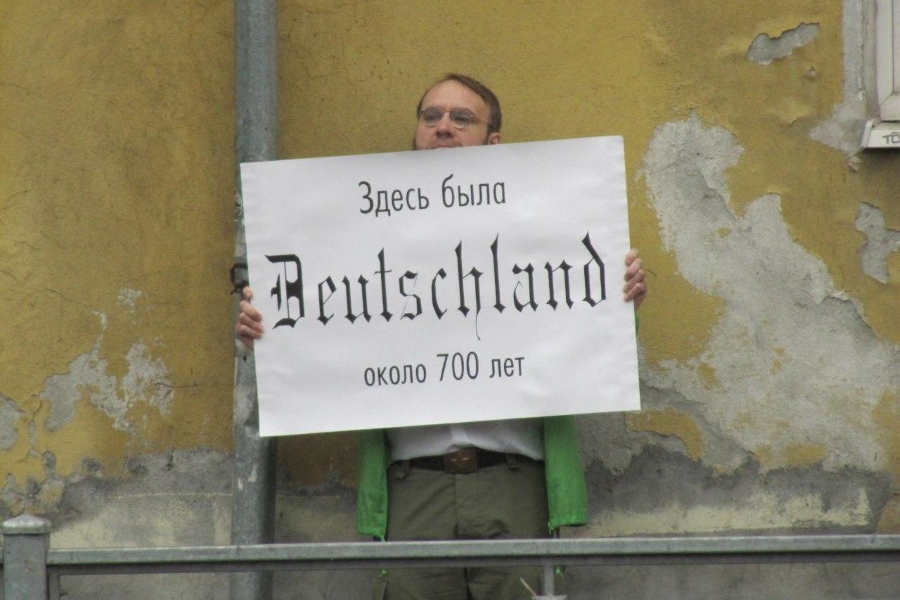 Здесь была
Deutschland
около 700 лет